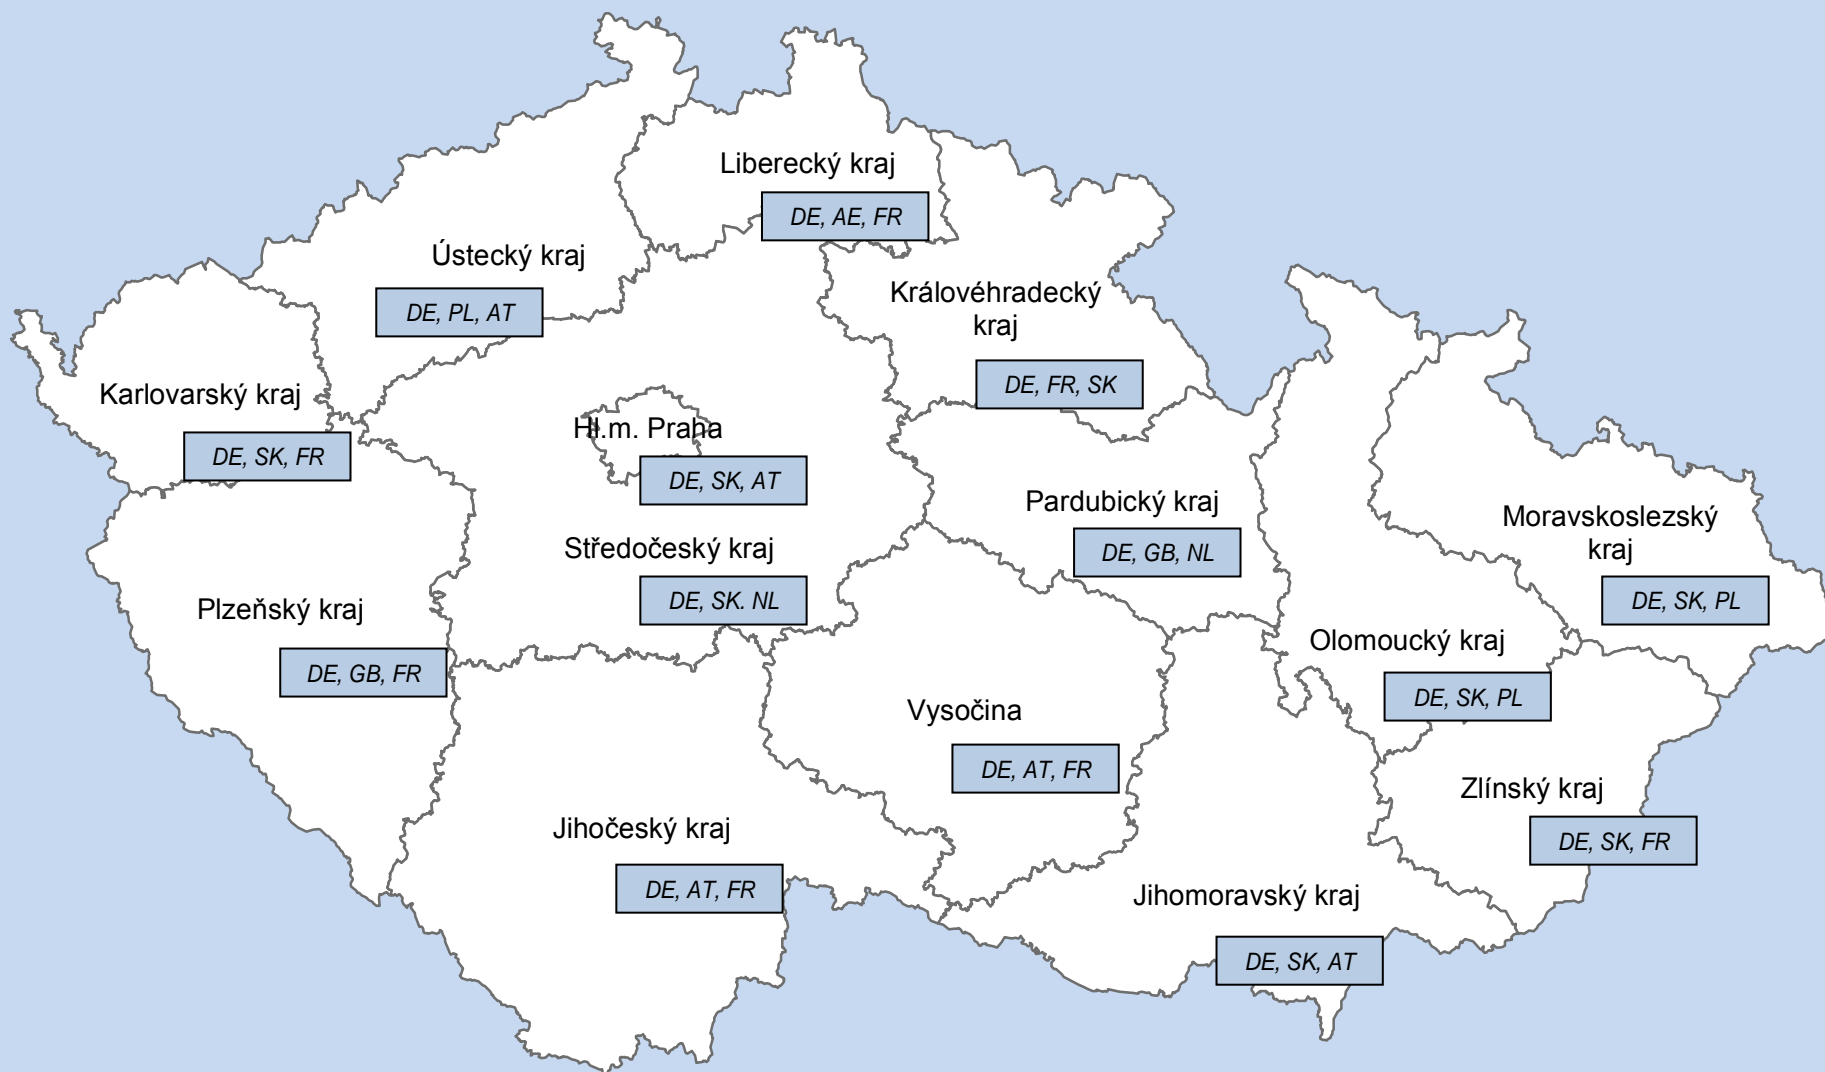 Liberecký kraj
DE, AE, FR
Ústecký kraj
DE, PL, AT
Královéhradecký
kraj
DE, FR, SK
Karlovarský kraj
DE, SK, FR
Hl.m. Praha
DE, SK, AT
Pardubický kraj
DE, GB, NL
Moravskoslezský
kraj
DE, SK, PL
Středočeský kraj
DE, SK. NL
Plzeňský kraj
DE, GB, FR
Olomoucký kraj
DE, SK, PL
Vysočina
DE, AT, FR
Zlínský kraj
DE, SK, FR
Jihočeský kraj
DE, AT, FR
Jihomoravský kraj
DE, SK, AT